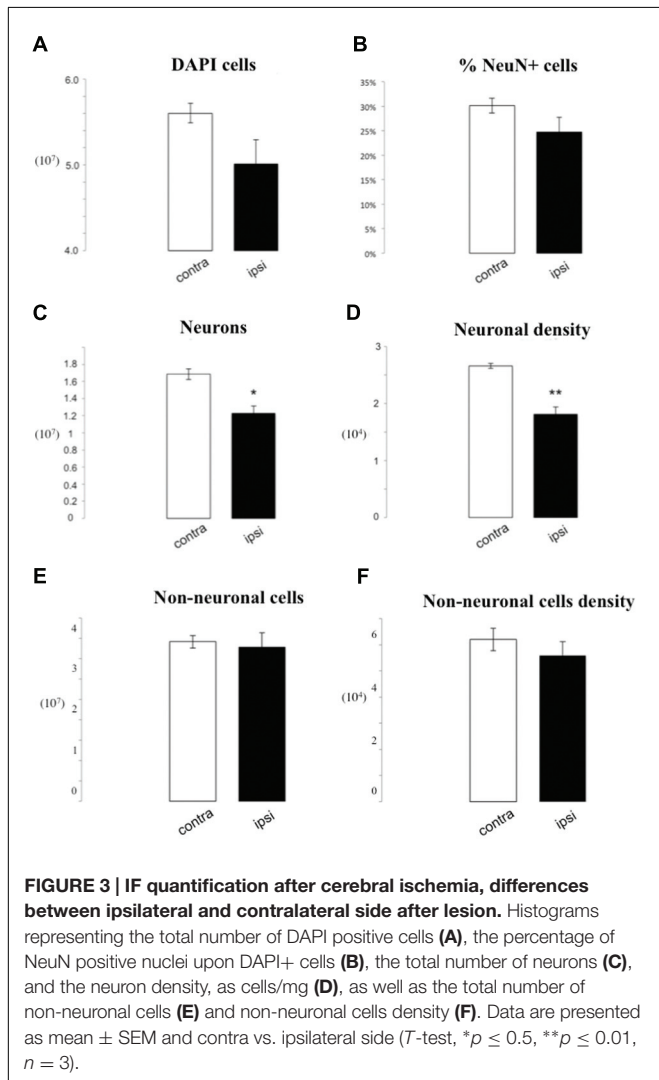 A
DAPI cells
6.0
(10⁷) 5.0
4.0
contra ipsi
B
% NeuN+ cells
35%
30%
25%
20%
15%
10%
5%
0%
contra ipsi
C
Neurons
1.8
1.6
1.4
1.2
(10⁷) 1
0.8
0.6
0.4
0.2
0
*
contra ipsi
D
Neuronal density
3
2
(10⁴)
1
0
**
contra ipsi
E
Non-neuronal cells
4
3
(10⁷) 2
1
0
contra ipsi
F
Non-neuronal cells density
6
(10⁴) 4
2
0
contra ipsi
FIGURE 3 | IF quantification after cerebral ischemia, differences
between ipsilateral and contralateral side after lesion. Histograms
representing the total number of DAPI positive cells (A), the percentage of
NeuN positive nuclei upon DAPI+ cells (B), the total number of neurons (C),
and the neuron density, as cells/mg (D), as well as the total number of
non-neuronal cells (E) and non-neuronal cells density (F). Data are presented
as mean ± SEM and contra vs. ipsilateral side (T-test, *p ≤ 0.5, **p ≤ 0.01,
n = 3).